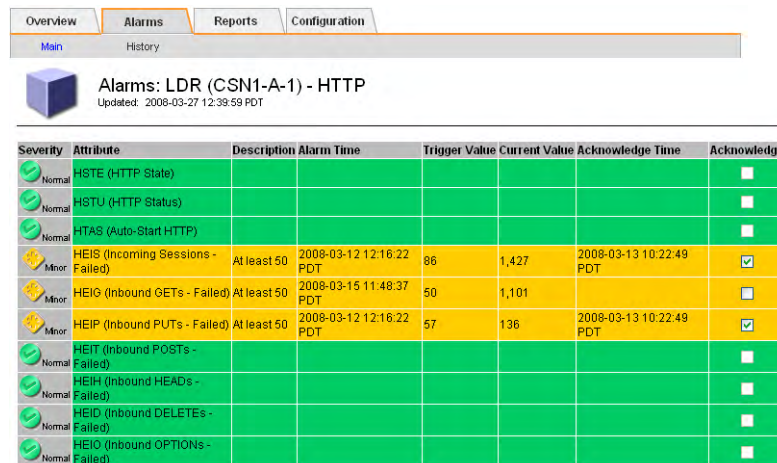 Overview Alarms Reports Configuration
Main History
Alarms: LDR (CSN1-A-1) - HTTP
Updated: 2008-03-27 12:39:59 PDT
Severity Attribute Description Alarm Time Trigger Value Current Value Acknowledge Time Acknowledg
Normal HSTE (HTTP State)
Normal HSTU (HTTP Status)
Normal HTAS (Auto-Start HTTP)
HEIS (Incoming Sessions - At least 50 2008-03-12 12:16:22 86 1,427 2008-03-13 10:22:49
Minor Failed) PDT PDT
Minor HEIG (Inbound GETs - Failed) At least 50 2008-03-15 11:48:37 50 1,101
PDT
Minor HEIP (Inbound PUTs - Failed) At least 50 2008-03-12 12:16:22 57 136 2008-03-13 10:22:49
PDT PDT
HEIT (Inbound POSTs -
Normal Failed)
HEIH (Inbound HEADs -
Normal Failed)
HEID (Inbound DELETEs -
Normal Failed)
HEIO (Inbound OPTIONs -
Normal Failed)